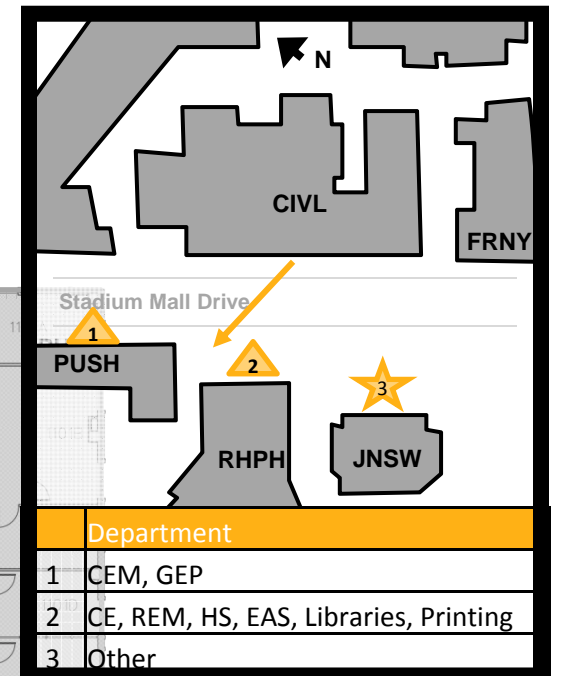 N
CIVL
FRNY
Stadium Mall Drive
1
PUSH
2
3
RHPH
JNSW
Department
1 CEM, GEP
2 CE, REM, HS, EAS, Libraries, Printing
3 Other